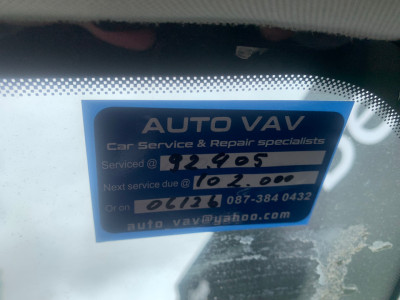 AUTO VAV
Car Service & Repair specialists
Serviced @ 92.405
Next service due @ 102.000
Or on 06/26 087-384 0432
auto_vav@yahoo.com